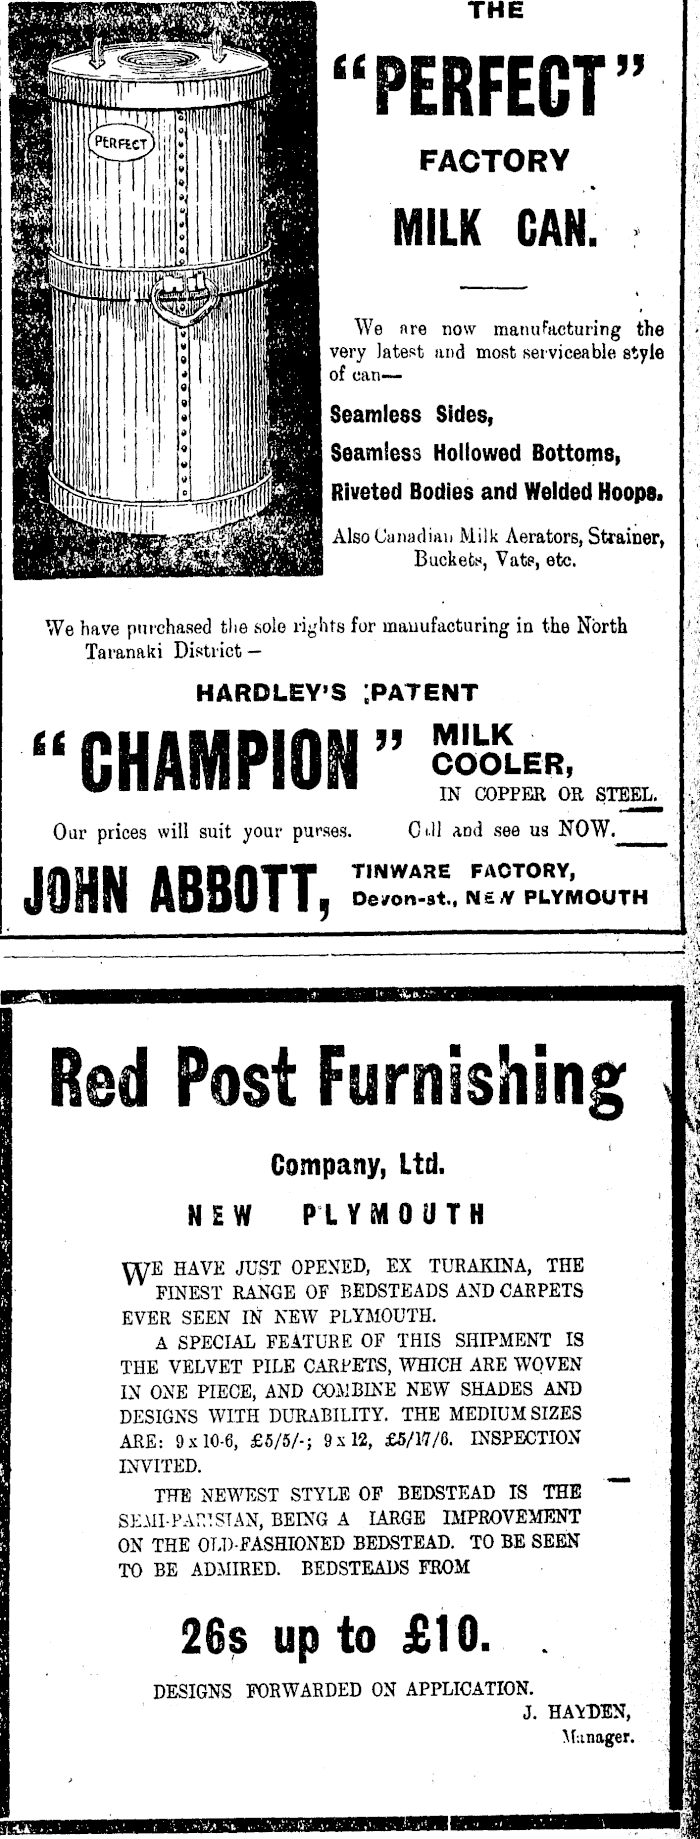 THE
“PERFECT”
FACTORY
MILK CAN.
PERFECT
We are now manufacturing the
very latest and most serviceable style
of can—
Seamless Sides,
Seamless Hollowed Bottoms,
Riveted Bodies and Welded Hoops.
Also Canadian Milk Aerators, Strainer,
Buckets, Vats, etc.
We have purchased the sole rights for manufacturing in the North
Taranaki District —
HARDLEY'S PATENT
“CHAMPION” MILK
COOLER,
IN COPPER OR STEEL.
Our prices will suit your purses. Call and see us NOW.
JOHN ABBOTT, TINWARE FACTORY,
Devon-st., NEW PLYMOUTH
Red Post Furnishing
Company, Ltd.
NEW PLYMOUTH
WE HAVE JUST OPENED, EX TURAKINA, THE
FINEST RANGE OF BEDSTEADS AND CARPETS
EVER SEEN IN NEW PLYMOUTH.
A SPECIAL FEATURE OF THIS SHIPMENT IS
THE VELVET PILE CARPETS, WHICH ARE WOVEN
IN ONE PIECE, AND COMBINE NEW SHADES AND
DESIGNS WITH DURABILITY. THE MEDIUM SIZES
ARE: 9 x 10-6, £5/5/-; 9 x 12, £5/17/6. INSPECTION
INVITED.
THE NEWEST STYLE OF BEDSTEAD IS THE
SEMI-PARISIAN, BEING A LARGE IMPROVEMENT
ON THE OLD-FASHIONED BEDSTEAD. TO BE SEEN
TO BE ADMIRED. BEDSTEADS FROM
26s up to £10.
DESIGNS FORWARDED ON APPLICATION.
J. HAYDEN,
Manager.